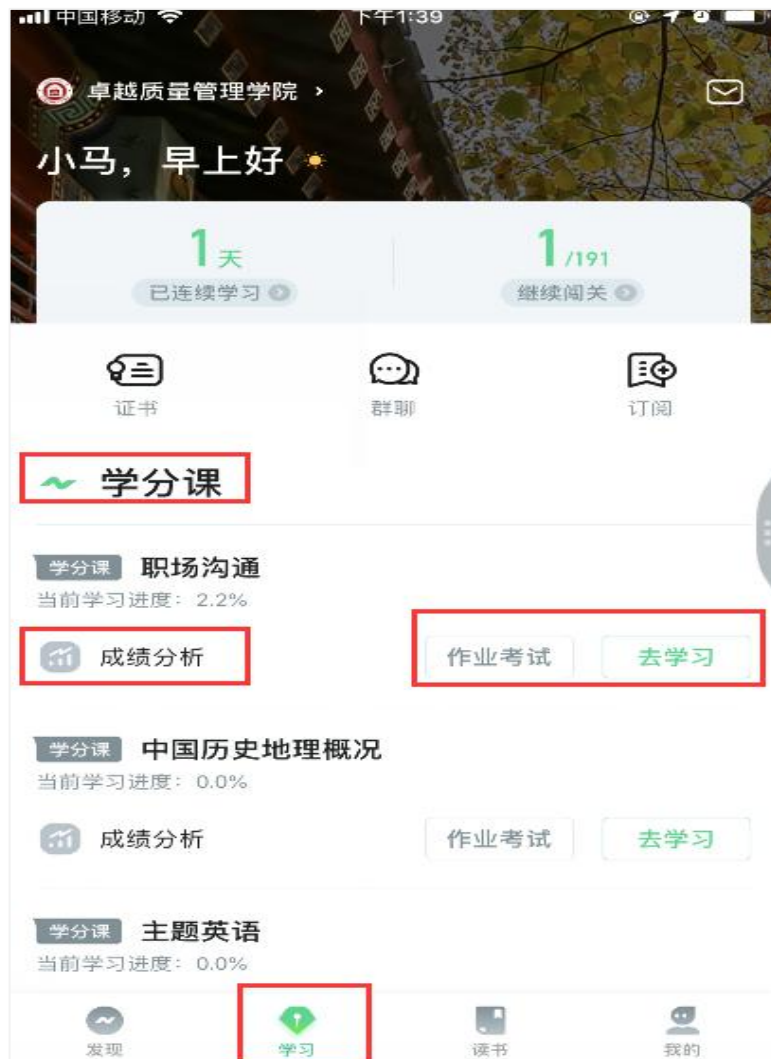 中国移动 下午1:39
卓越质量管理学院 ›
小马，早上好
1天 1/191
已连续学习 继续闯关
证书 群聊 订阅
学分课
学分课 职场沟通
当前学习进度：2.2%
成绩分析 作业考试 去学习
学分课 中国历史地理概况
当前学习进度：0.0%
成绩分析 作业考试 去学习
学分课 主题英语
当前学习进度：0.0%
发现 学习 读书 我的